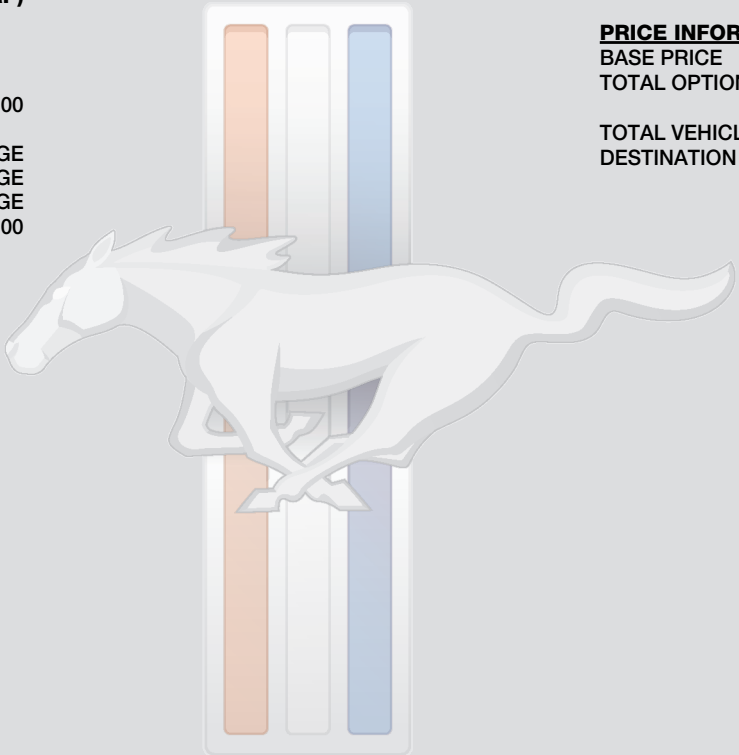 00
GE
GE
GE
00
PRICE INFOR
BASE PRICE
TOTAL OPTION
TOTAL VEHICL
DESTINATION